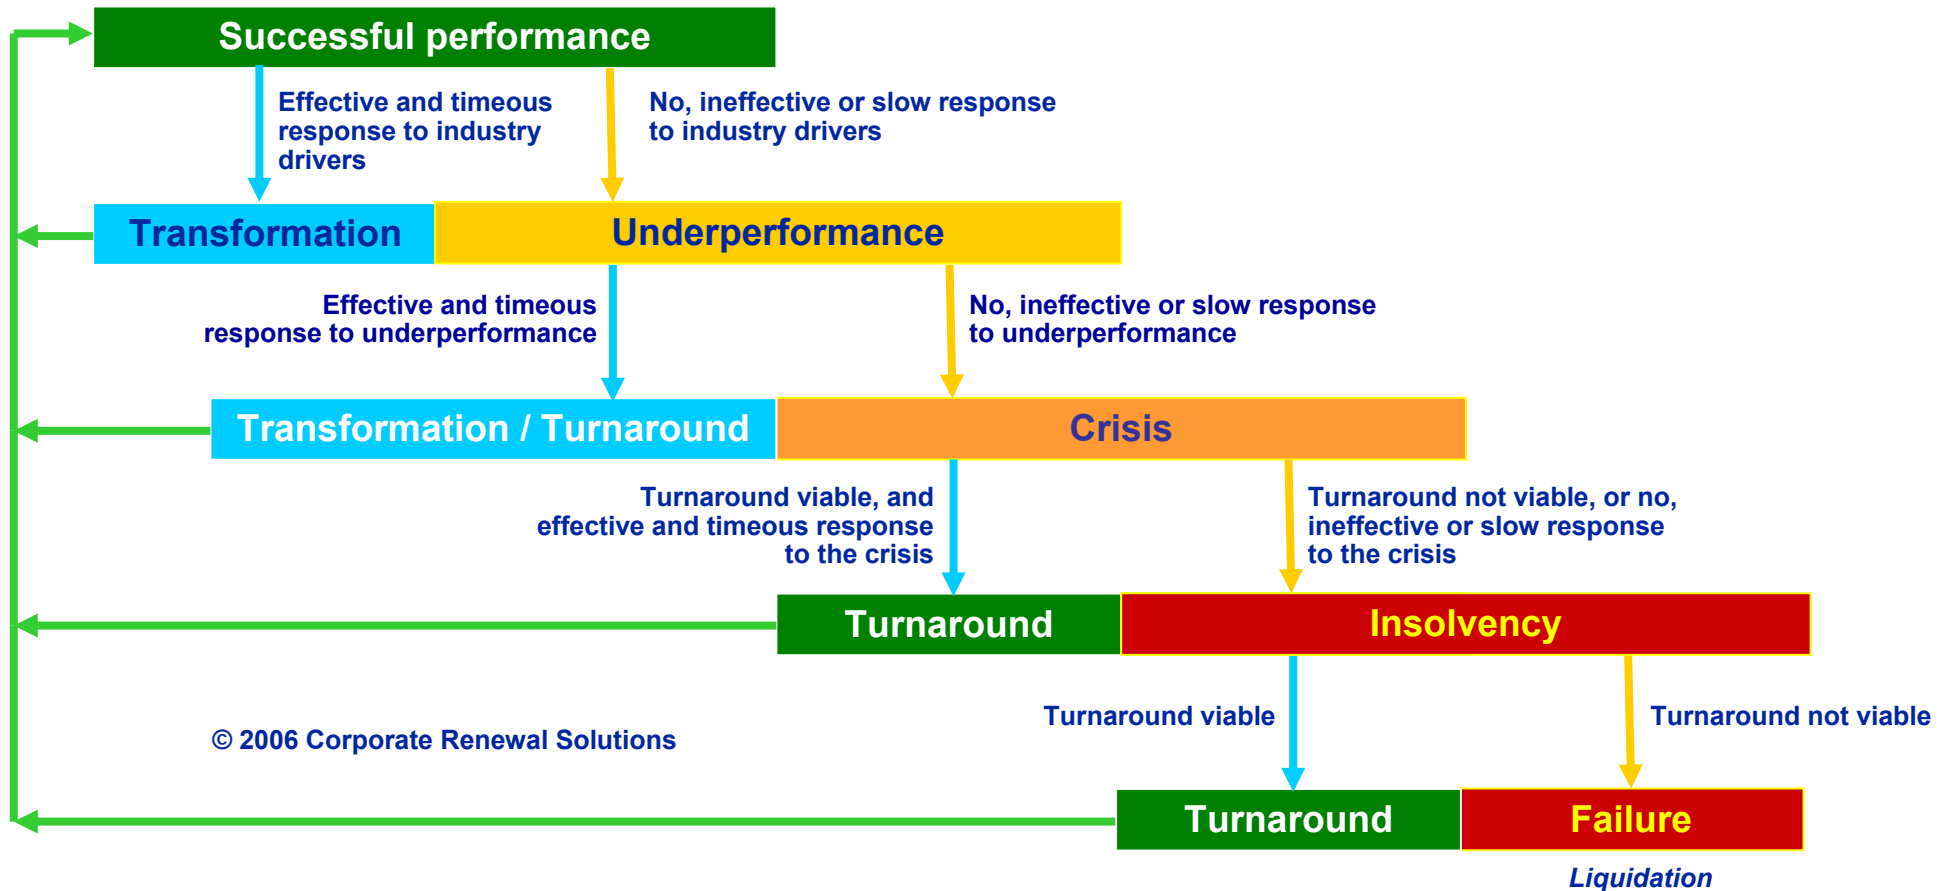 Successful performance
Effective and timeous
response to industry
drivers
No, ineffective or slow response
to industry drivers
Transformation
Underperformance
Effective and timeous
response to underperformance
No, ineffective or slow response
to underperformance
Transformation / Turnaround
Crisis
Turnaround viable, and
effective and timeous response
to the crisis
Turnaround not viable, or no,
ineffective or slow response
to the crisis
Turnaround
Insolvency
Turnaround viable
Turnaround not viable
© 2006 Corporate Renewal Solutions
Turnaround
Failure
Liquidation